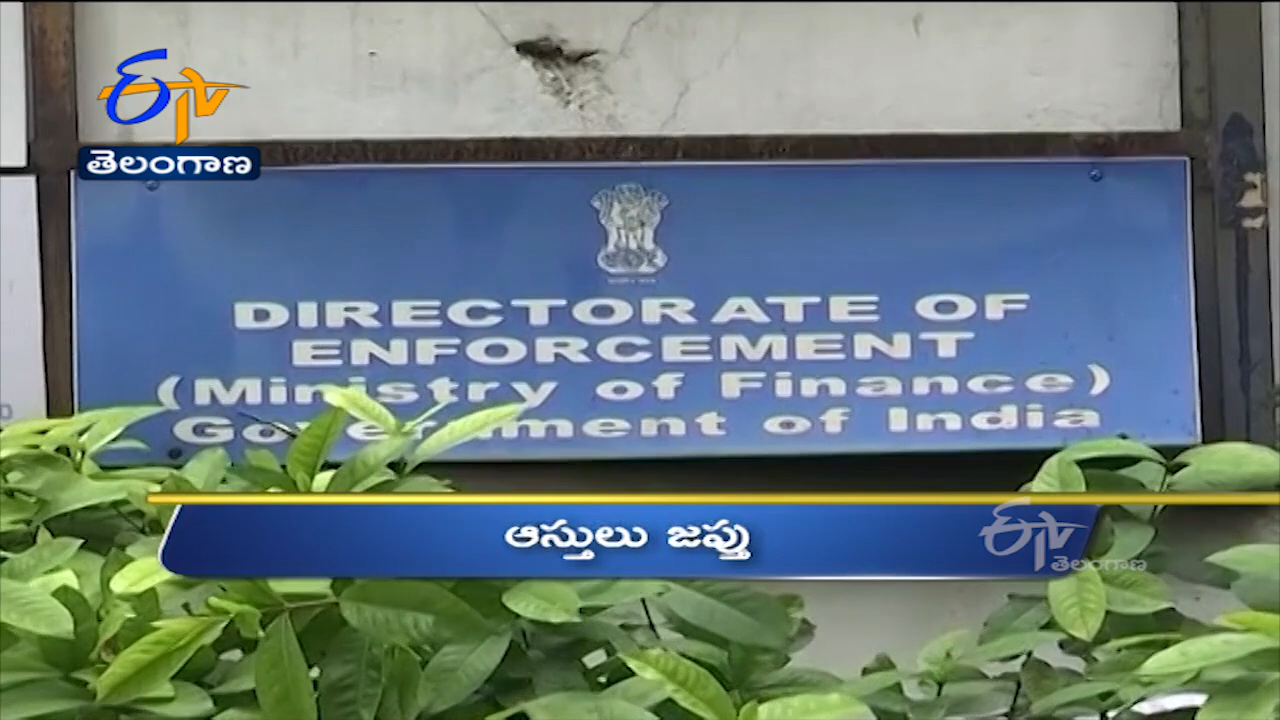 ETV
తెలంగాణ
DIRECTORATE OF
ENFORCEMENT
(Ministry of Finance)
Government of India
ఆస్తులు జప్తు
ETV
తెలంగాణ